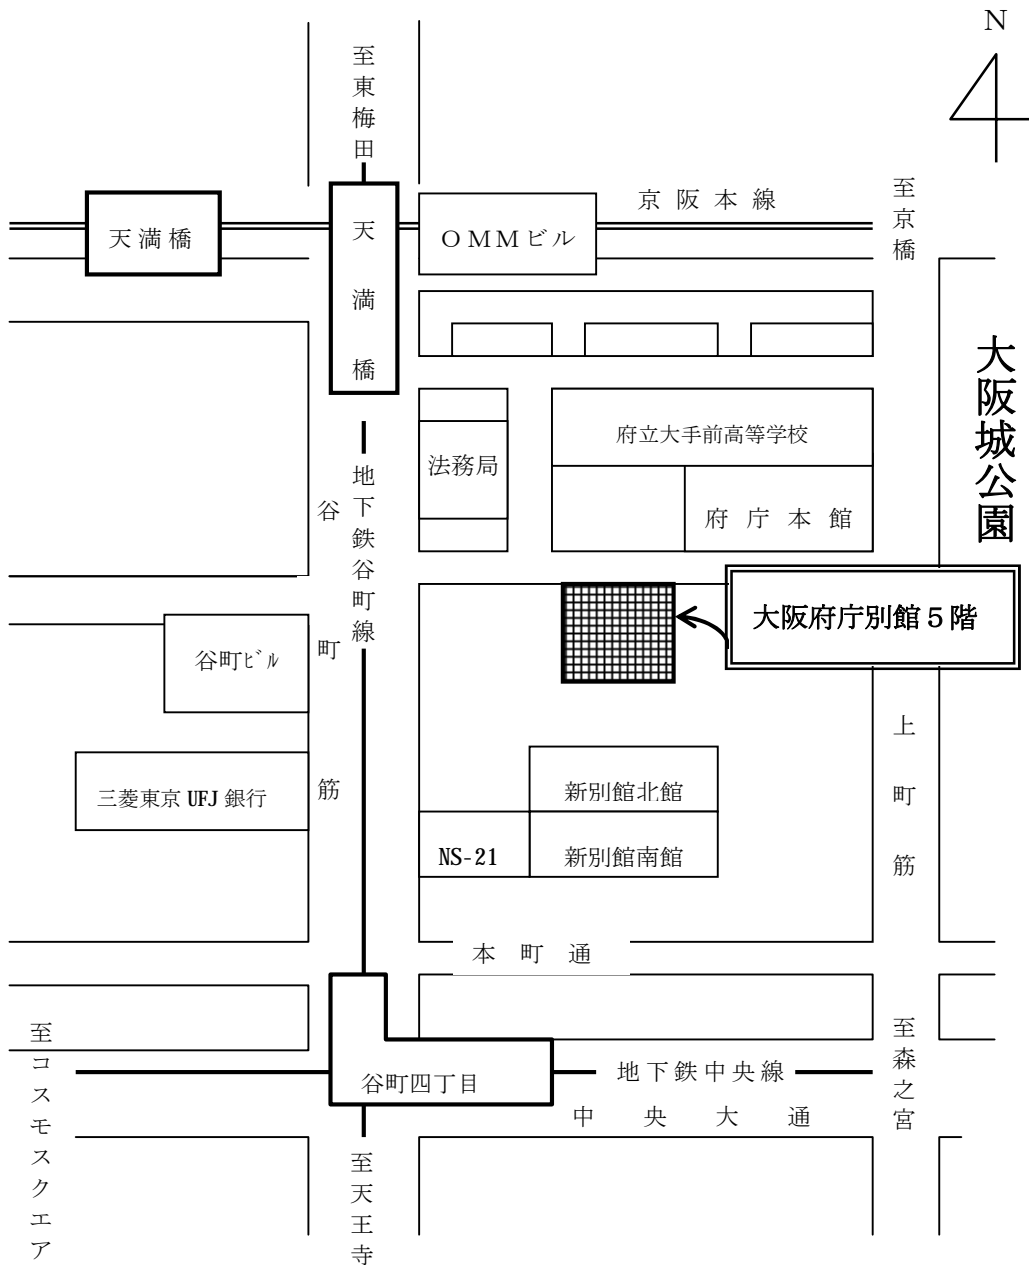 N
至東梅田
天満橋
天満橋
OMMビル
京阪本線
至京橋
大阪城公園
法務局
府立大手前高等学校
府庁本館
地下鉄谷町線
谷町筋
大阪府庁別館5階
谷町ﾋﾞﾙ
三菱東京UFJ銀行
上町筋
新別館北館
NS-21
新別館南館
本町通
至コスモスクエア
谷町四丁目
地下鉄中央線
至森之宮
中央大通
至天王寺